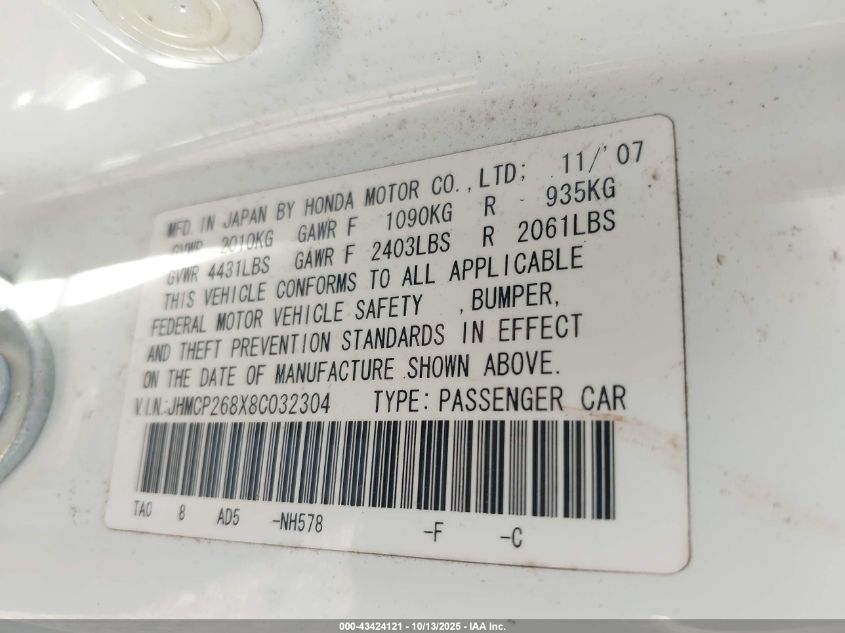 MFD. IN JAPAN BY HONDA MOTOR CO.,LTD; 11/'07
GVWR 2010KG GAWR F 1090KG R 935KG
GVWR 4431LBS GAWR F 2403LBS R 2061LBS
THIS VEHICLE CONFORMS TO ALL APPLICABLE
FEDERAL MOTOR VEHICLE SAFETY ,BUMPER,
AND THEFT PREVENTION STANDARDS IN EFFECT
ON THE DATE OF MANUFACTURE SHOWN ABOVE.
V.I.N.:JHMCP268X8C032304 TYPE: PASSENGER CAR
TA0 8 AD5 -NH578 -F -C
000-43424121 - 10/13/2025 - IAA Inc.